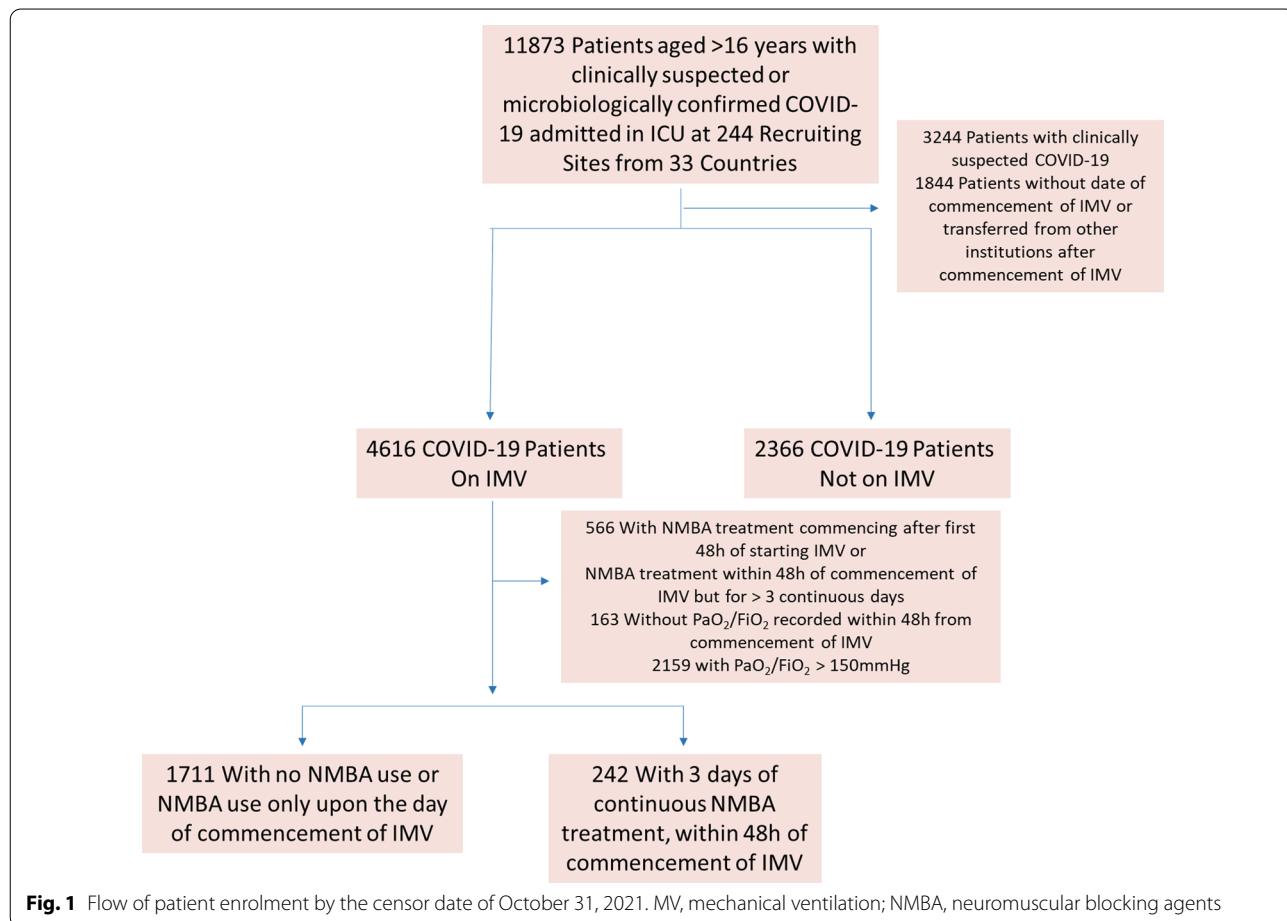 11873 Patients aged >16 years with
clinically suspected or
microbiologically confirmed COVID-
19 admitted in ICU at 244 Recruiting
Sites from 33 Countries
3244 Patients with clinically
suspected COVID-19
1844 Patients without date of
commencement of IMV or
transferred from other
institutions after
commencement of IMV
4616 COVID-19 Patients
On IMV
2366 COVID-19 Patients
Not on IMV
566 With NMBA treatment commencing after first
48h of starting IMV or
NMBA treatment within 48h of commencement of
IMV but for > 3 continuous days
163 Without PaO₂/FiO₂ recorded within 48h from
commencement of IMV
2159 with PaO₂/FiO₂ > 150mmHg
1711 With no NMBA use or
NMBA use only upon the day
of commencement of IMV
242 With 3 days of
continuous NMBA
treatment, within 48h of
commencement of IMV
Fig. 1 Flow of patient enrolment by the censor date of October 31, 2021. MV, mechanical ventilation; NMBA, neuromuscular blocking agents